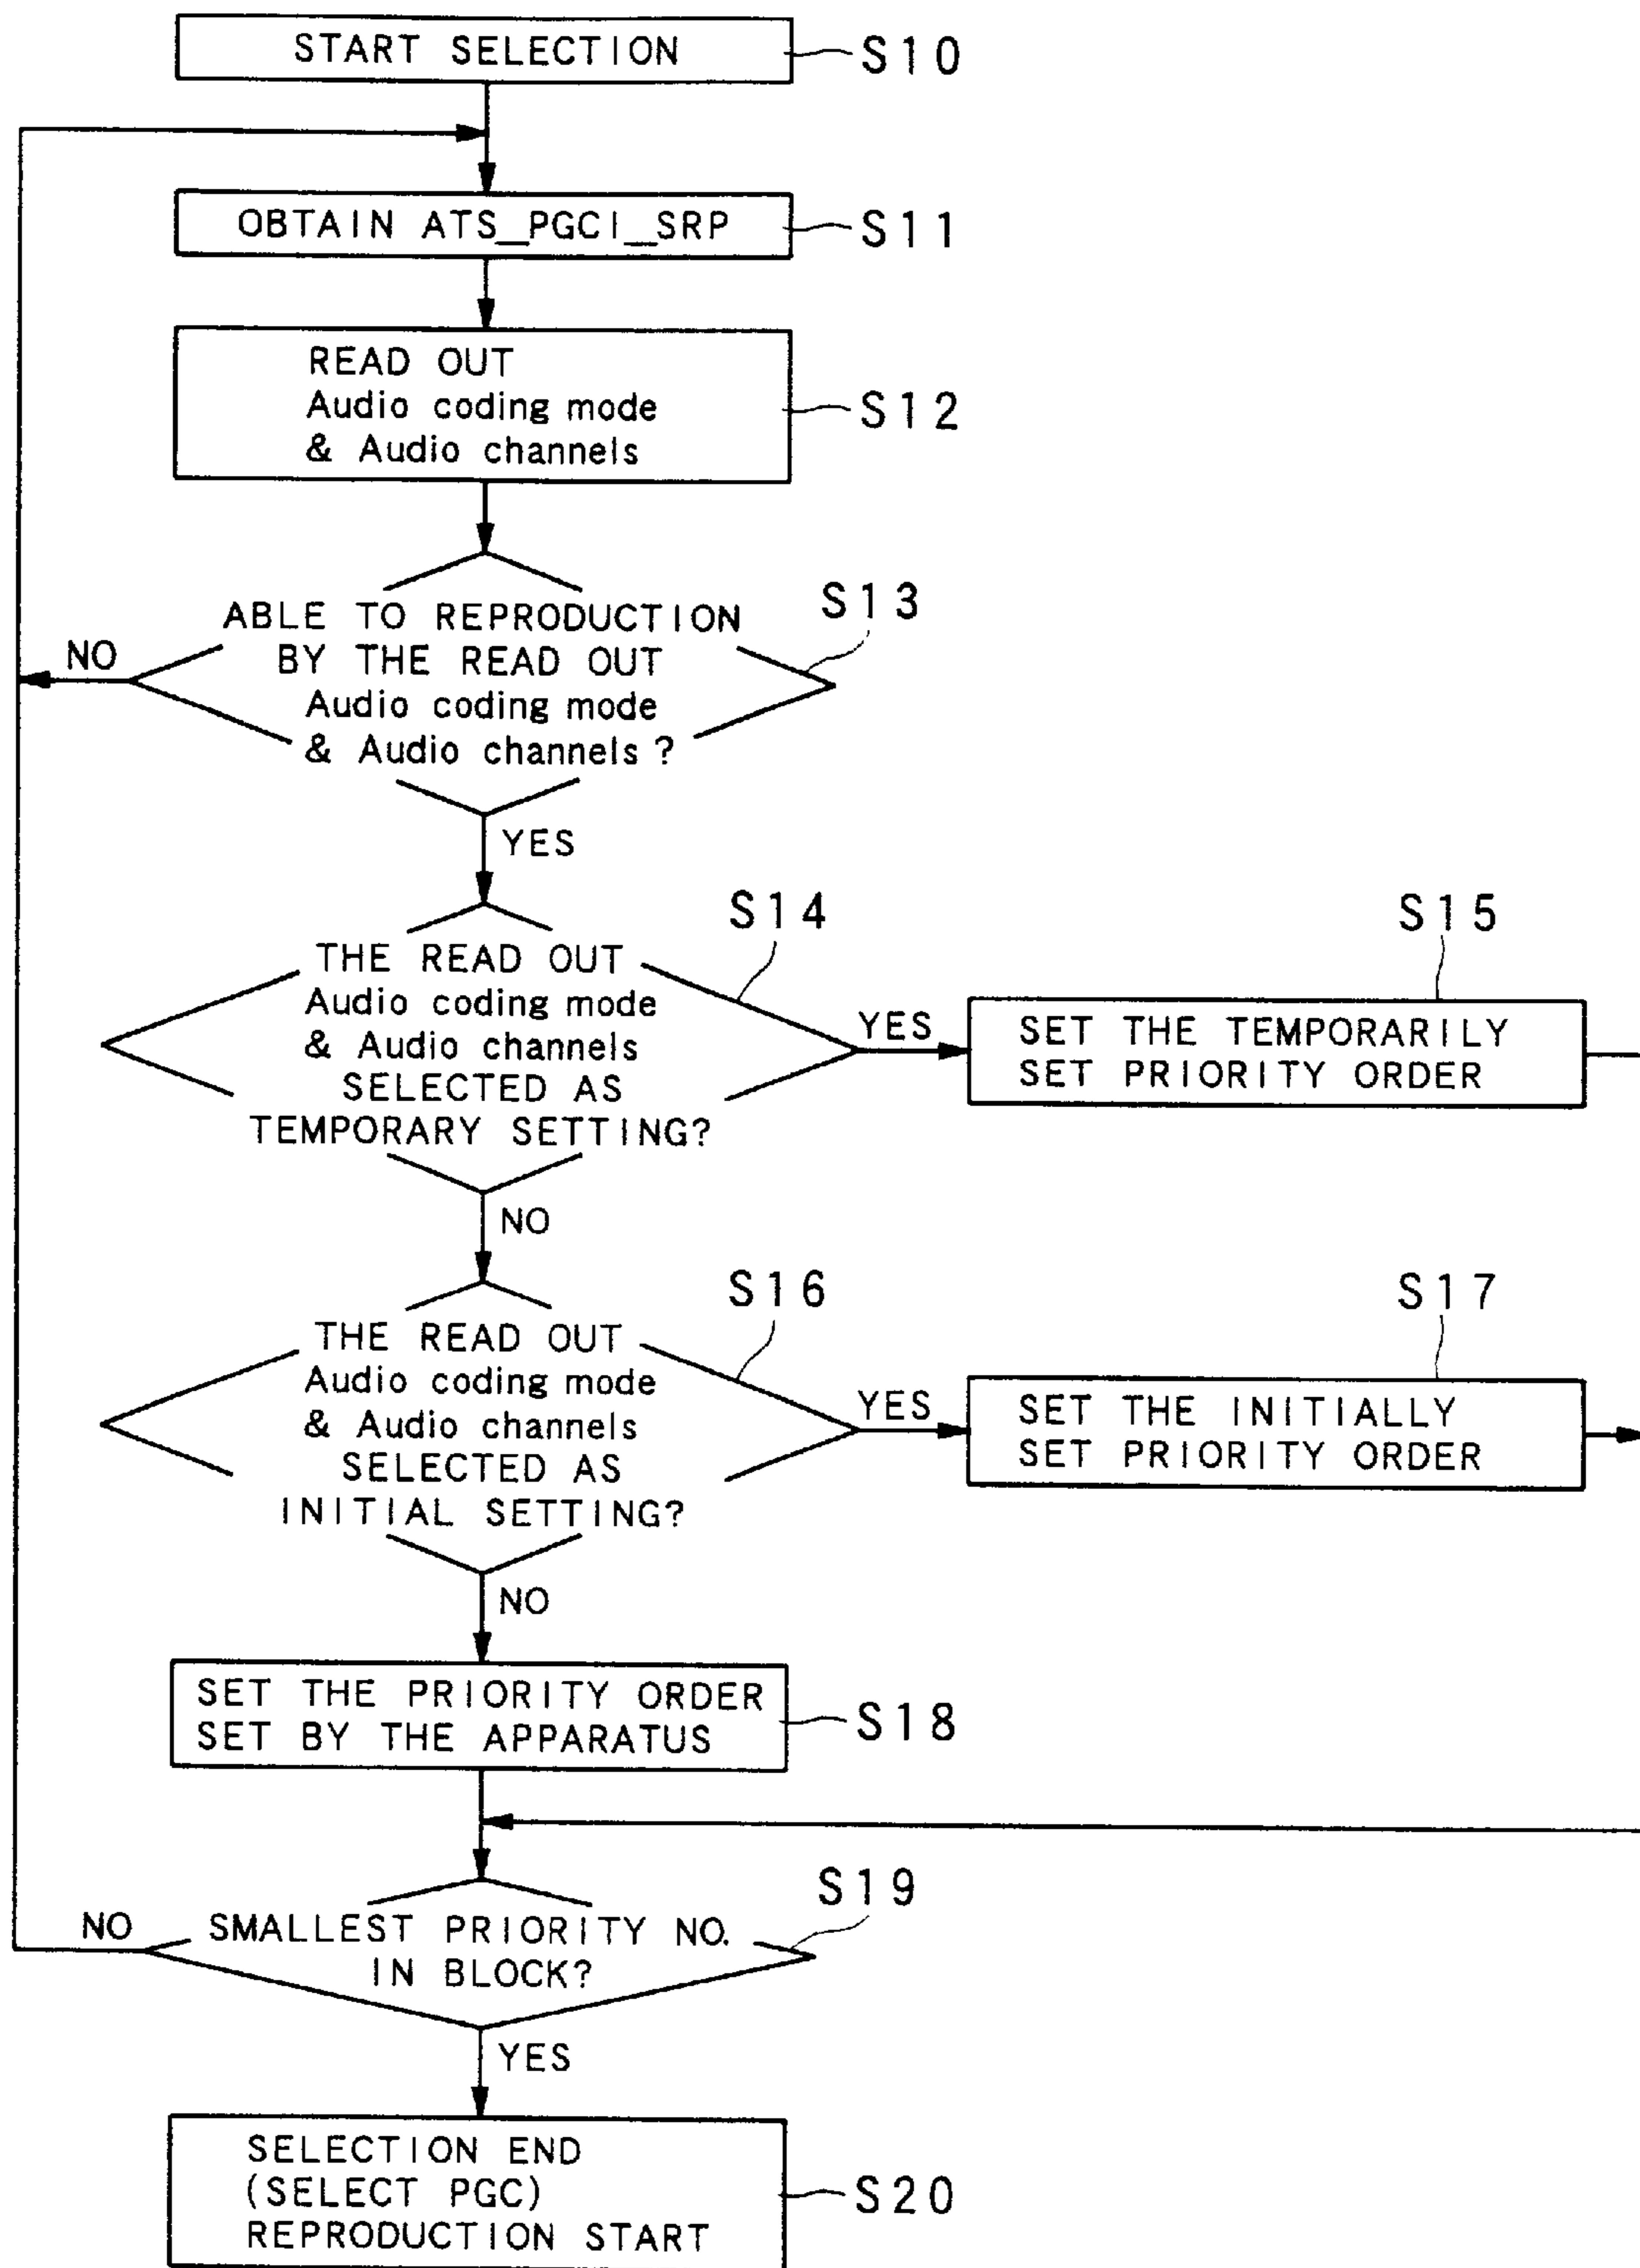 START SELECTION
S10
OBTAIN ATS_PGCI_SRP
S11
READ OUT
Audio coding mode
& Audio channels
S12
ABLE TO REPRODUCTION
BY THE READ OUT
Audio coding mode
& Audio channels?
S13
NO
YES
THE READ OUT
Audio coding mode
& Audio channels
SELECTED AS
TEMPORARY SETTING?
S14
YES
SET THE TEMPORARILY
SET PRIORITY ORDER
S15
NO
THE READ OUT
Audio coding mode
& Audio channels
SELECTED AS
INITIAL SETTING?
S16
YES
SET THE INITIALLY
SET PRIORITY ORDER
S17
NO
SET THE PRIORITY ORDER
SET BY THE APPARATUS
S18
SMALLEST PRIORITY NO.
IN BLOCK?
S19
NO
YES
SELECTION END
(SELECT PGC)
REPRODUCTION START
S20